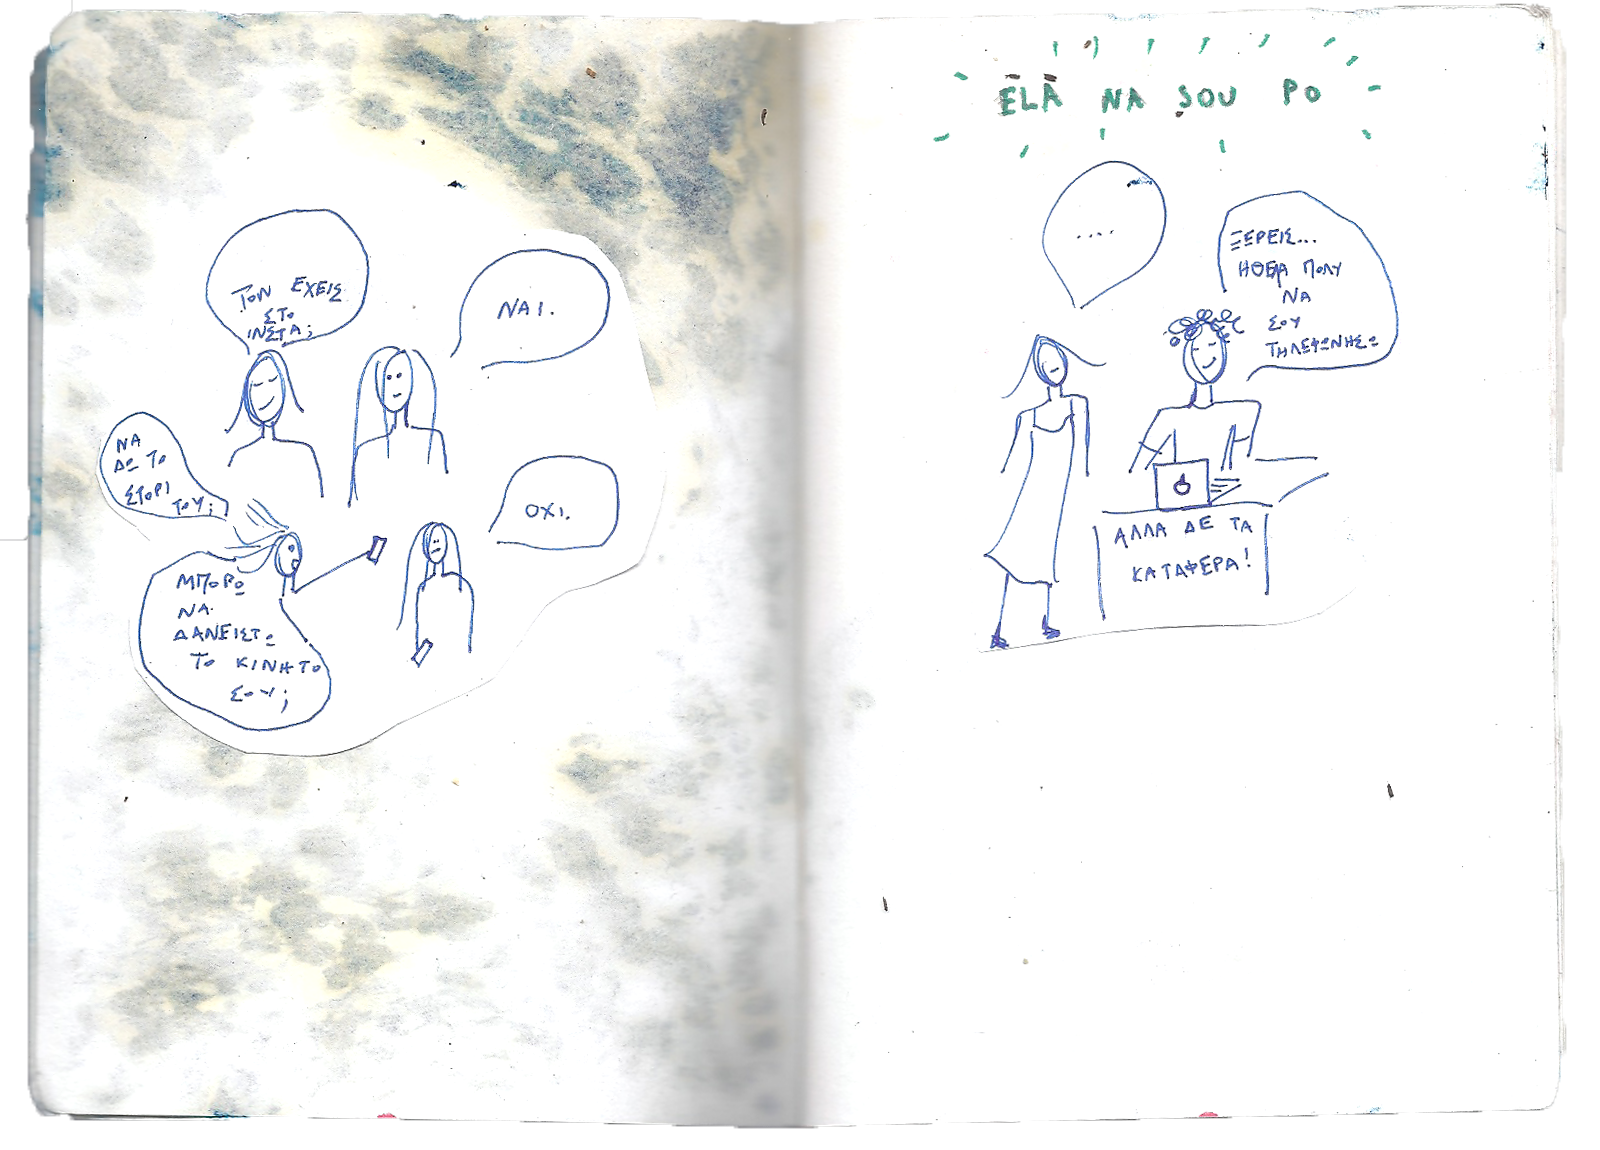 ΤΟΝ ΕΧΕΙΣ
ΣΤΟ
ΙΝΣΤΑ;
ΝΑΙ.
ΝΑ
ΔΩ ΤΟ
ΣΤΟΡΙ
ΤΟΥ;
ΜΠΟΡΩ
ΝΑ
ΔΑΝΕΙΣΤΩ
ΤΟ ΚΙΝΗΤΟ
ΣΟΥ;
ΟΧΙ.
ELA NA SOU PO
....
ΞΕΡΕΙΣ...
ΗΘΕΛΑ ΠΟΛΥ
ΝΑ
ΣΟΥ
ΤΗΛΕΦΩΝΗΣΩ
ΑΛΛΑ ΔΕ ΤΑ
ΚΑΤΑΦΕΡΑ!